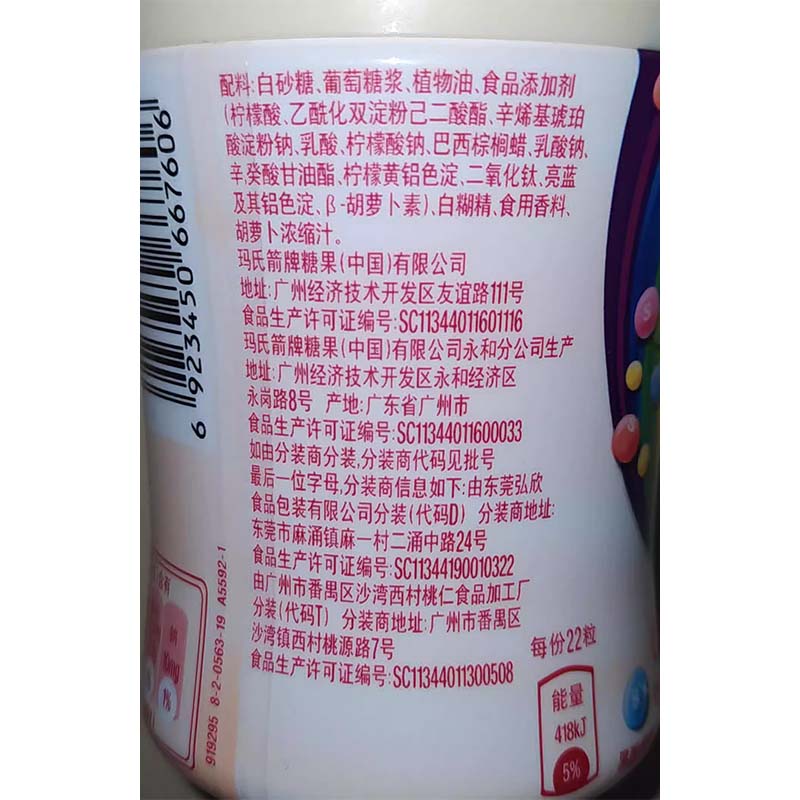 配料:白砂糖、葡萄糖浆、植物油、食品添加剂
(柠檬酸、乙酰化双淀粉己二酸酯、辛烯基琥珀
酸淀粉钠、乳酸、柠檬酸钠、巴西棕榈蜡、乳酸钠、
辛,癸酸甘油酯、柠檬黄铝色淀、二氧化钛、亮蓝
及其铝色淀、β-胡萝卜素)、白糊精、食用香料、
胡萝卜浓缩汁。
玛氏箭牌糖果(中国)有限公司
地址:广州经济技术开发区友谊路111号
食品生产许可证编号:SC11344011601116
玛氏箭牌糖果(中国)有限公司永和分公司生产
地址:广州经济技术开发区永和经济区
永岗路8号 产地:广东省广州市
食品生产许可证编号:SC11344011600033
如由分装商分装,分装商代码见批号
最后一位字母,分装商信息如下:由东莞弘欣
食品包装有限公司分装(代码D) 分装商地址:
东莞市麻涌镇麻一村二涌中路24号
食品生产许可证编号:SC11344190010322
由广州市番禺区沙湾西村桃仁食品加工厂
分装(代码T) 分装商地址:广州市番禺区
沙湾镇西村桃源路7号
食品生产许可证编号:SC11344011300508
每份22粒
能量
418kJ
5%
6 923450 667606
919295 8-2-0563-19 A5592-1
含有
1%